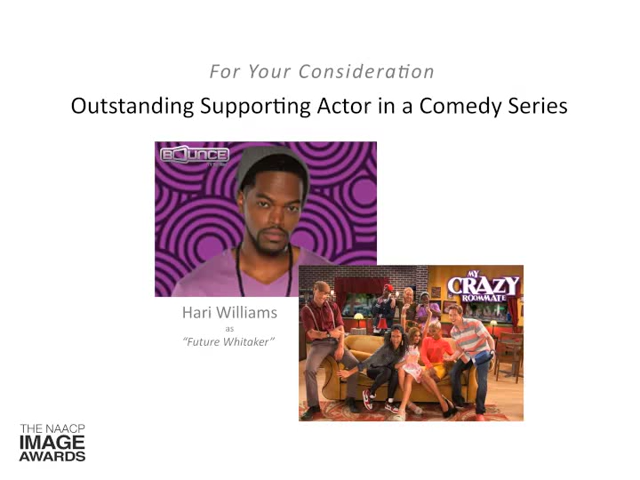 For Your Consideration
Outstanding Supporting Actor in a Comedy Series
BOUNCE
MY
CRAZY
ROOMMATE
Hari Williams
as
“Future Whitaker”
THE NAACP
IMAGE
AWARDS